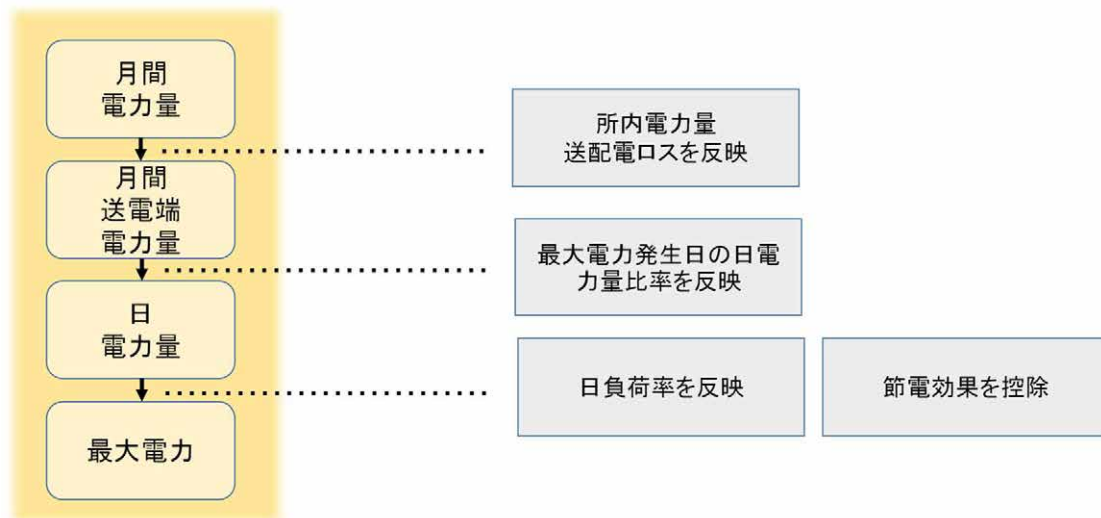 月間
電力量
所内電力量
送配電ロスを反映
月間
送電端
電力量
最大電力発生日の日電
力量比率を反映
日
電力量
日負荷率を反映
節電効果を控除
最大電力